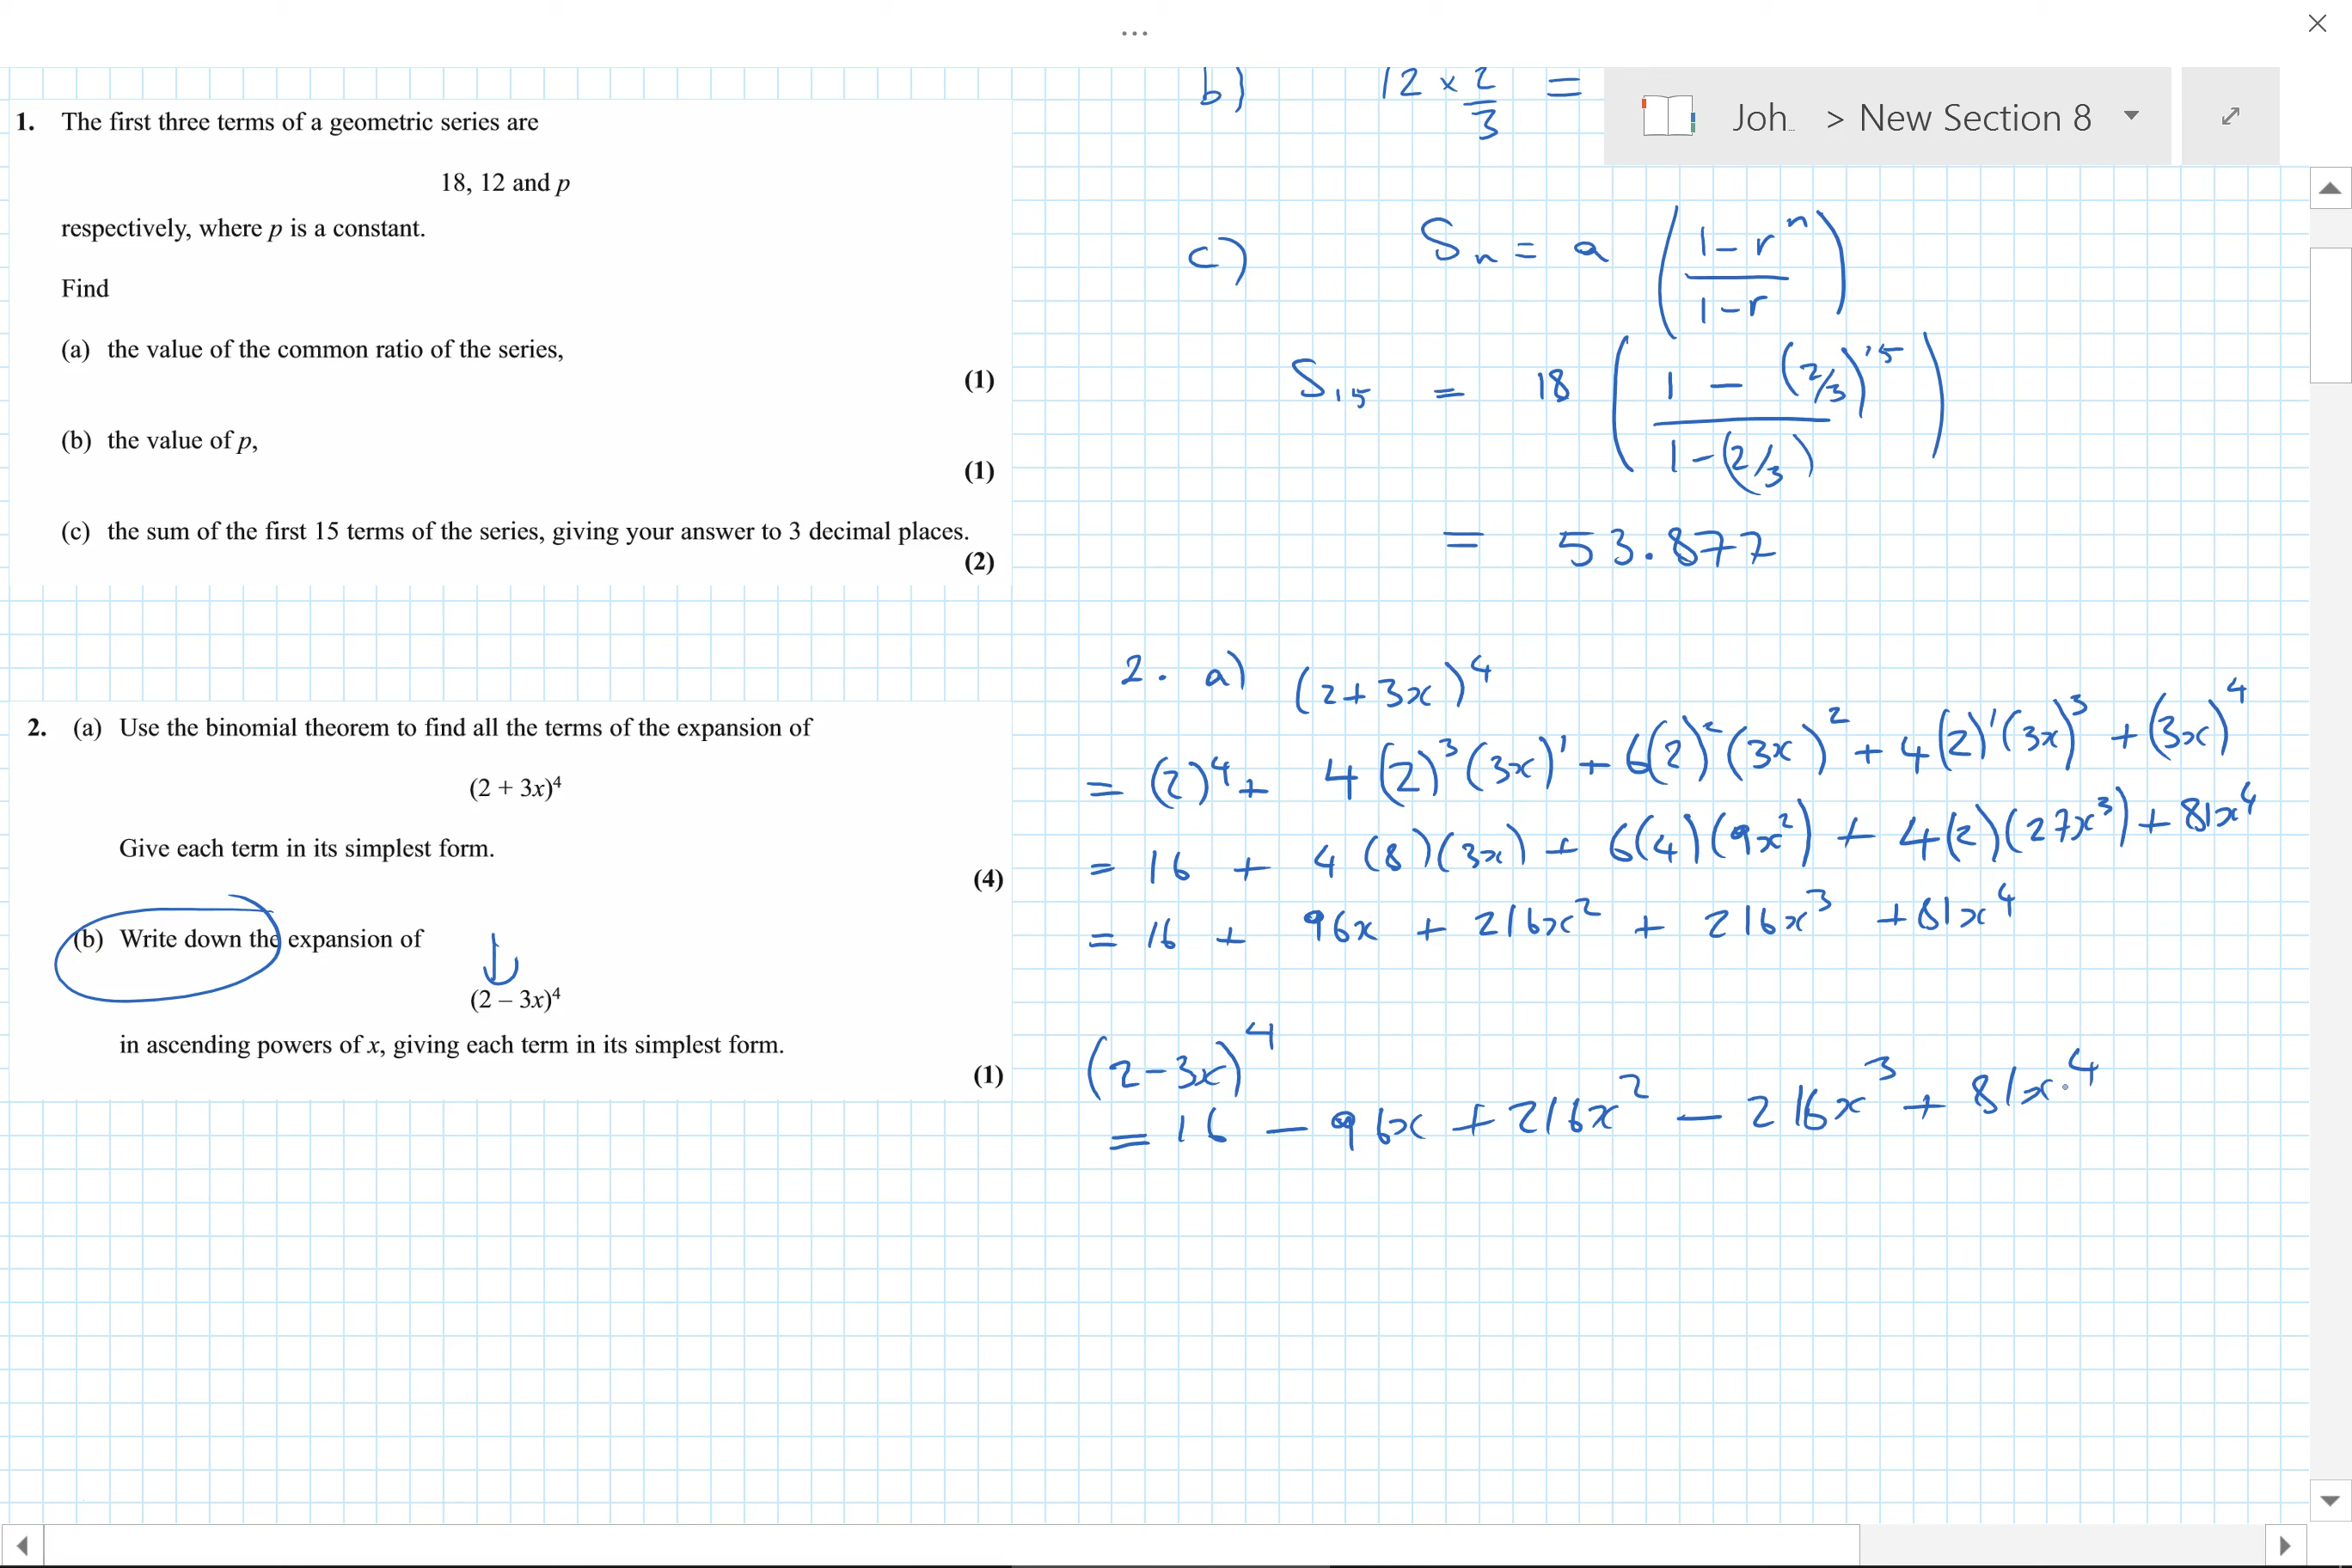 ...
1. The first three terms of a geometric series are
18, 12 and p
respectively, where p is a constant.
Find
(a) the value of the common ratio of the series,
(1)
(b) the value of p,
(1)
(c) the sum of the first 15 terms of the series, giving your answer to 3 decimal places.
(2)
2. (a) Use the binomial theorem to find all the terms of the expansion of
(2 + 3x)⁴
Give each term in its simplest form.
(4)
(b) Write down the expansion of
(2 – 3x)⁴
in ascending powers of x, giving each term in its simplest form.
(1)
b) 12 × 2/3 =
Joh... > New Section 8
c) Sₙ = a ((1 − rⁿ)/(1 − r))
S₁₅ = 18 ((1 − (2/3)¹⁵)/(1 − (2/3)))
= 53.877
2. a) (2+3x)⁴
= (2)⁴ + 4(2)³(3x)¹ + 6(2)²(3x)² + 4(2)¹(3x)³ + (3x)⁴
= 16 + 4(8)(3x) + 6(4)(9x²) + 4(2)(27x³) + 81x⁴
= 16 + 96x + 216x² + 216x³ + 81x⁴
(2−3x)⁴
= 16 − 96x + 216x² − 216x³ + 81x⁴